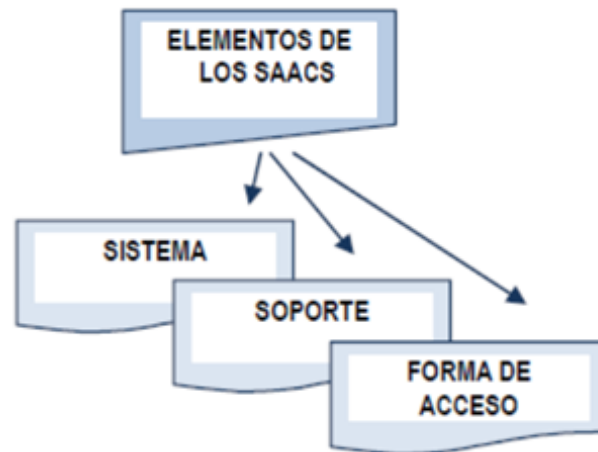 ELEMENTOS DE
LOS SAACS
SISTEMA
SOPORTE
FORMA DE
ACCESO